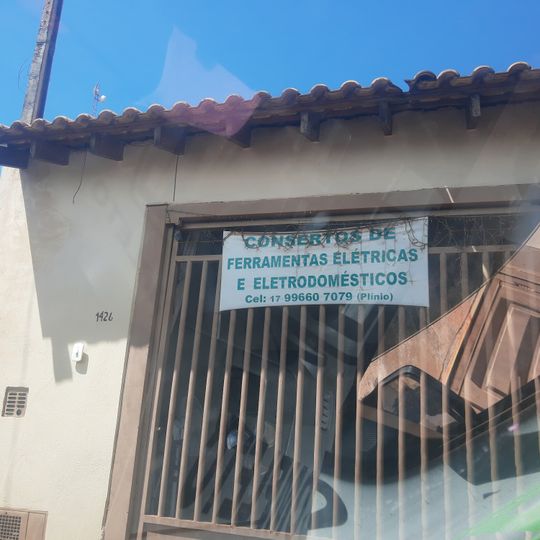 CONSERTOS DE
FERRAMENTAS ELÉTRICAS
E ELETRODOMÉSTICOS
Cel: 17 99660 7079 (Plínio)
1426